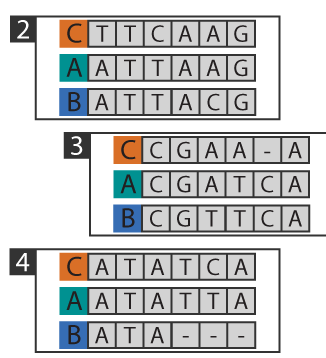 2
C T T C A A G
A A T T A A G
B A T T A C G
3
C C G A A - A
A C G A T C A
B C G T T C A
4
C A T A T C A
A A T A T T A
B A T A - - -